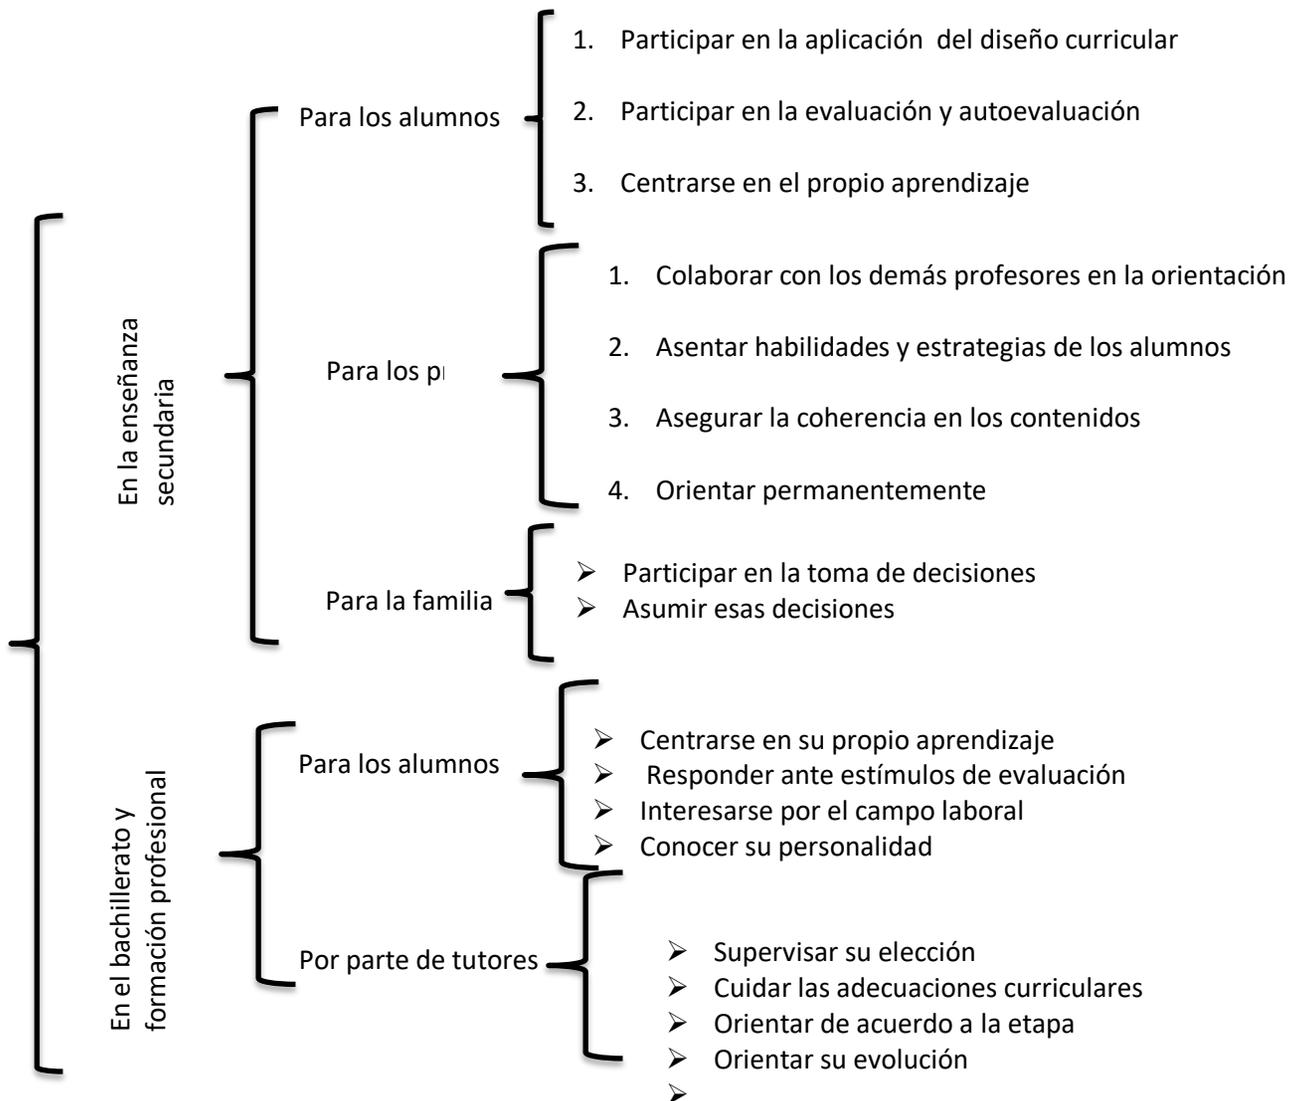 En la enseñanza
secundaria
Para los alumnos
1. Participar en la aplicación del diseño curricular
2. Participar en la evaluación y autoevaluación
3. Centrarse en el propio aprendizaje
Para los
1. Colaborar con los demás profesores en la orientación
2. Asentar habilidades y estrategias de los alumnos
3. Asegurar la coherencia en los contenidos
4. Orientar permanentemente
Para la familia
➢ Participar en la toma de decisiones
➢ Asumir esas decisiones
En el bachillerato y
formación profesional
Para los alumnos
➢ Centrarse en su propio aprendizaje
➢ Responder ante estímulos de evaluación
➢ Interesarse por el campo laboral
➢ Conocer su personalidad
Por parte de tutores
➢ Supervisar su elección
➢ Cuidar las adecuaciones curriculares
➢ Orientar de acuerdo a la etapa
➢ Orientar su evolución
➢